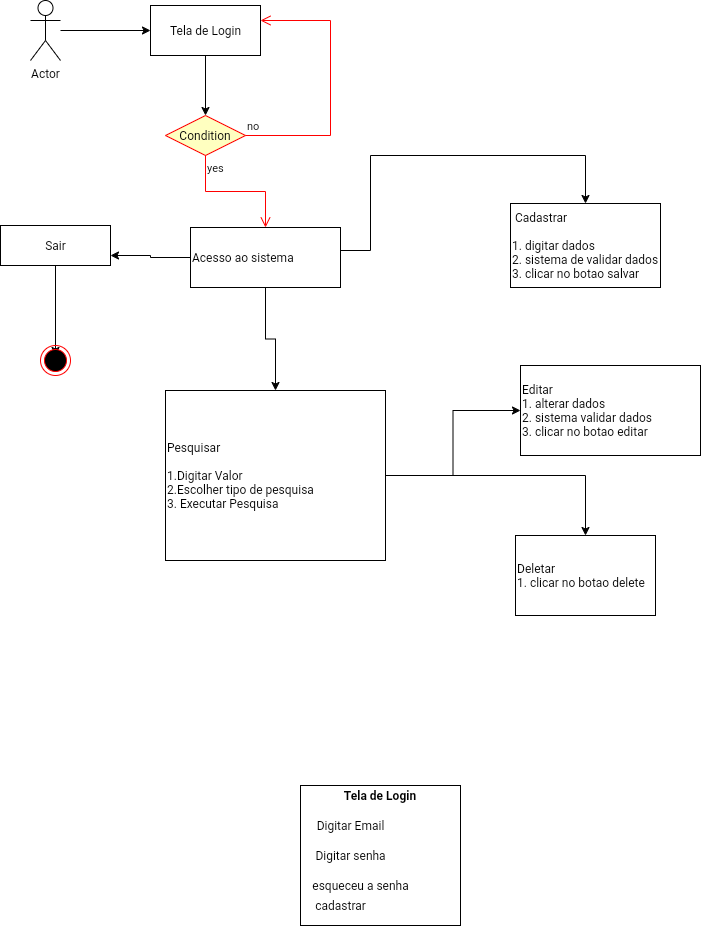 Tela de Login
Actor
Condition
no
yes
Cadastrar
1. digitar dados
2. sistema de validar dados
3. clicar no botao salvar
Sair
Acesso ao sistema
Editar
1. alterar dados
2. sistema validar dados
3. clicar no botao editar
Pesquisar
1.Digitar Valor
2.Escolher tipo de pesquisa
3. Executar Pesquisa
Deletar
1. clicar no botao delete
Tela de Login
Digitar Email
Digitar senha
esqueceu a senha
cadastrar